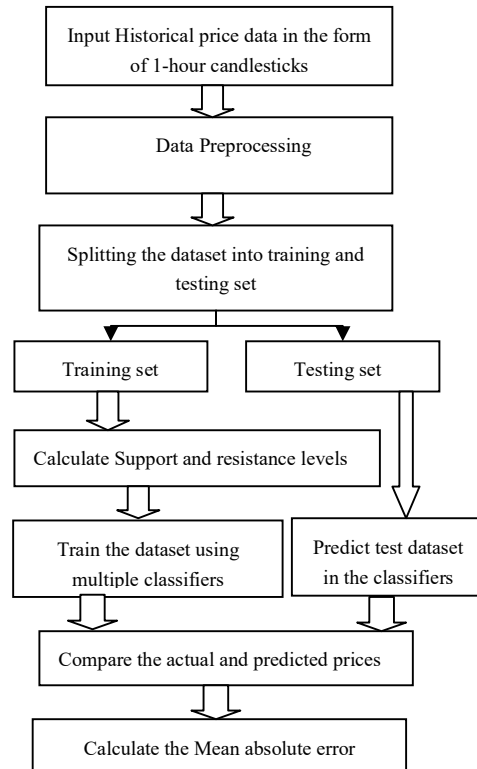 Input Historical price data in the form
of 1-hour candlesticks
Data Preprocessing
Splitting the dataset into training and
testing set
Training set
Testing set
Calculate Support and resistance levels
Train the dataset using
multiple classifiers
Predict test dataset
in the classifiers
Compare the actual and predicted prices
Calculate the Mean absolute error